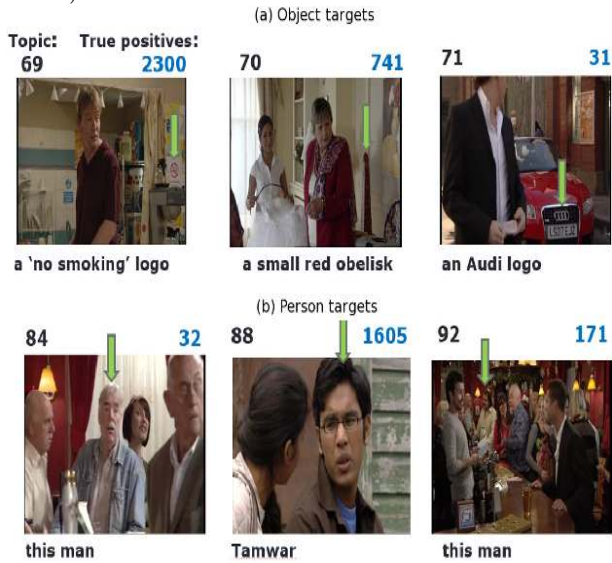 (a) Object targets
Topic: True positives:
69 2300 70 741 71 31
a 'no smoking' logo a small red obelisk an Audi logo
(b) Person targets
84 32 88 1605 92 171
this man Tamwar this man